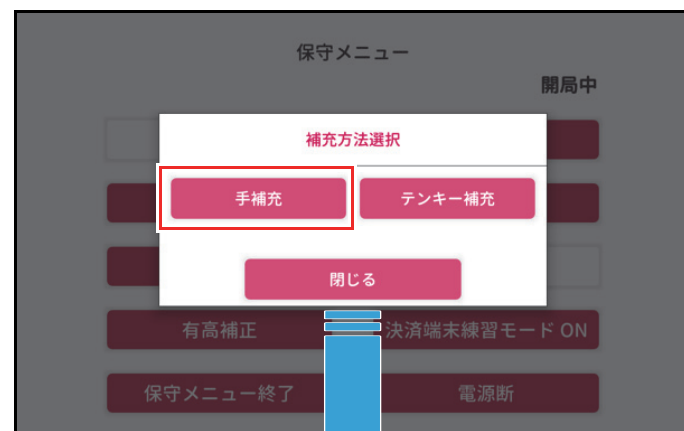 保守メニュー
開局中
補充方法選択
手補充
テンキー補充
閉じる
有高補正
決済端末練習モード ON
保守メニュー終了
電源断